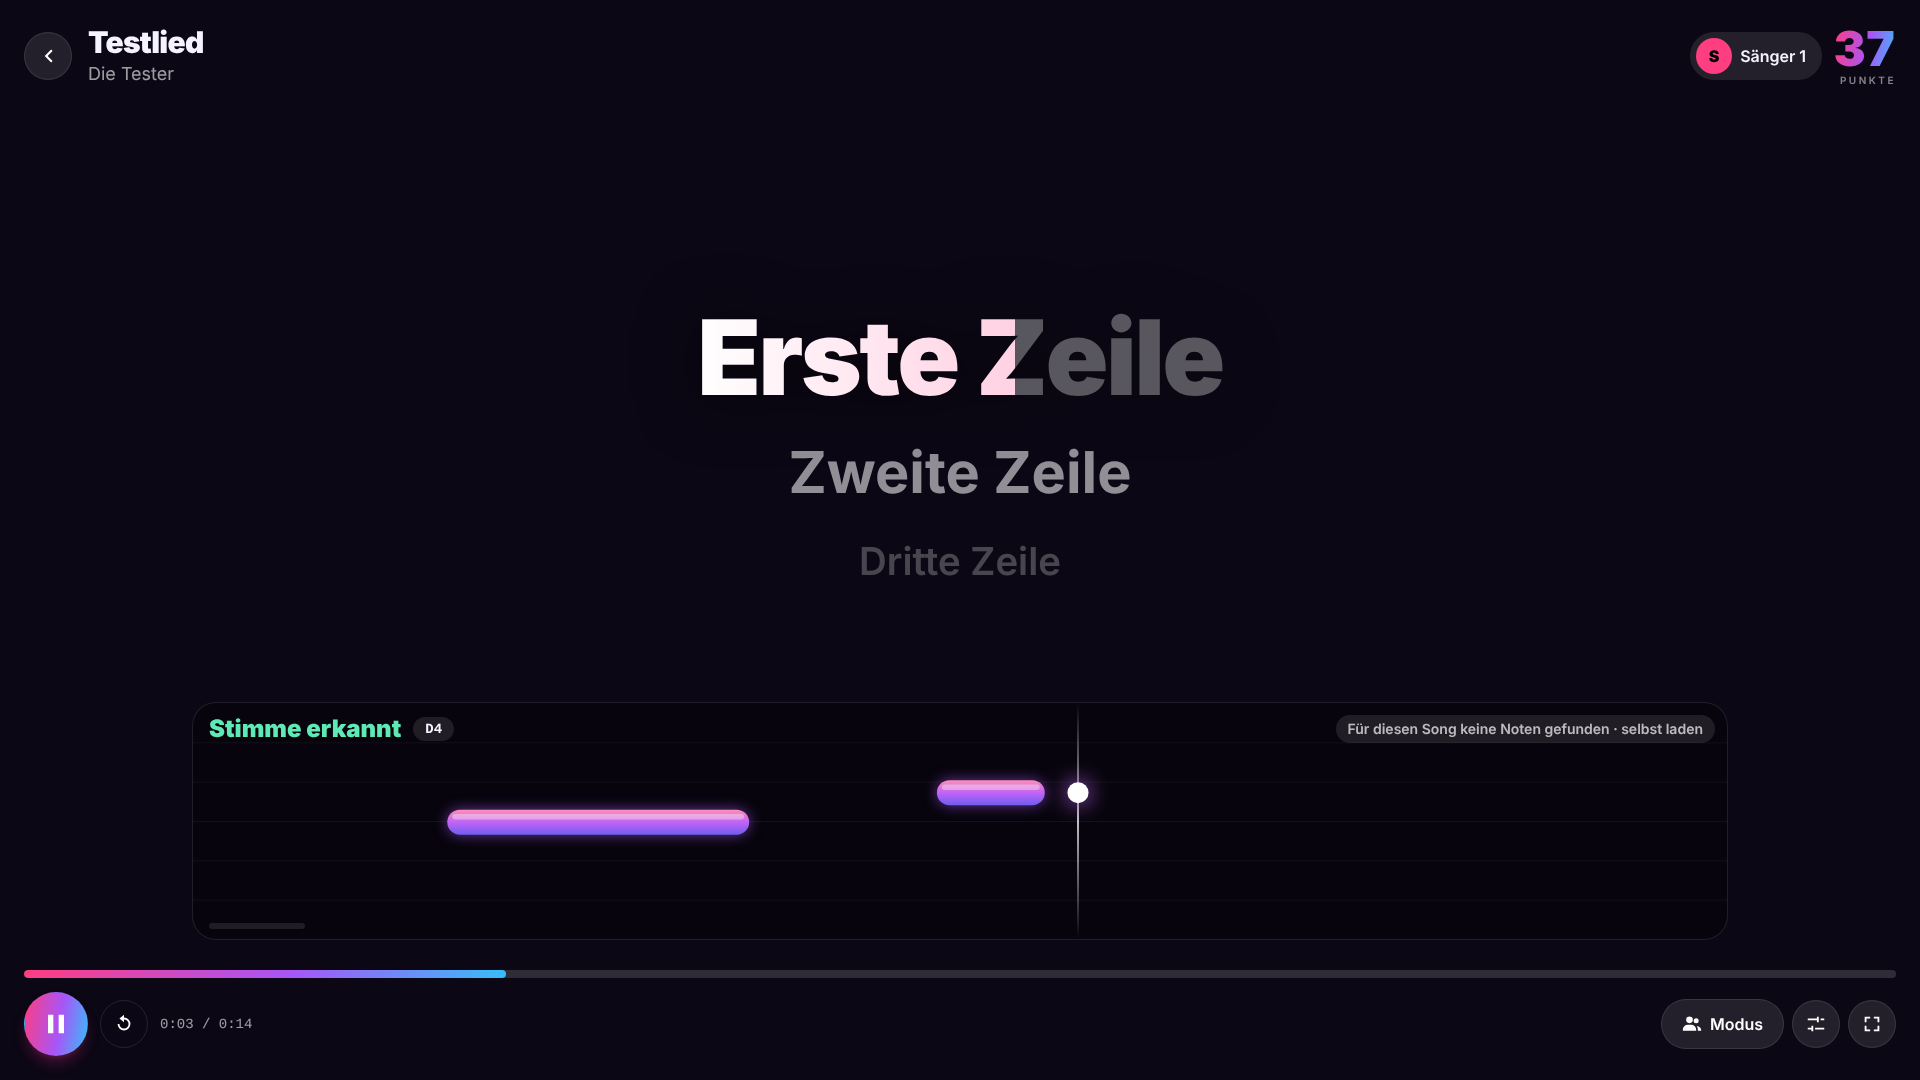 Testlied
Die Tester
S Sänger 1
37
PUNKTE
Erste Zeile
Zweite Zeile
Dritte Zeile
Stimme erkannt D4
Für diesen Song keine Noten gefunden · selbst laden
0:03 / 0:14
Modus